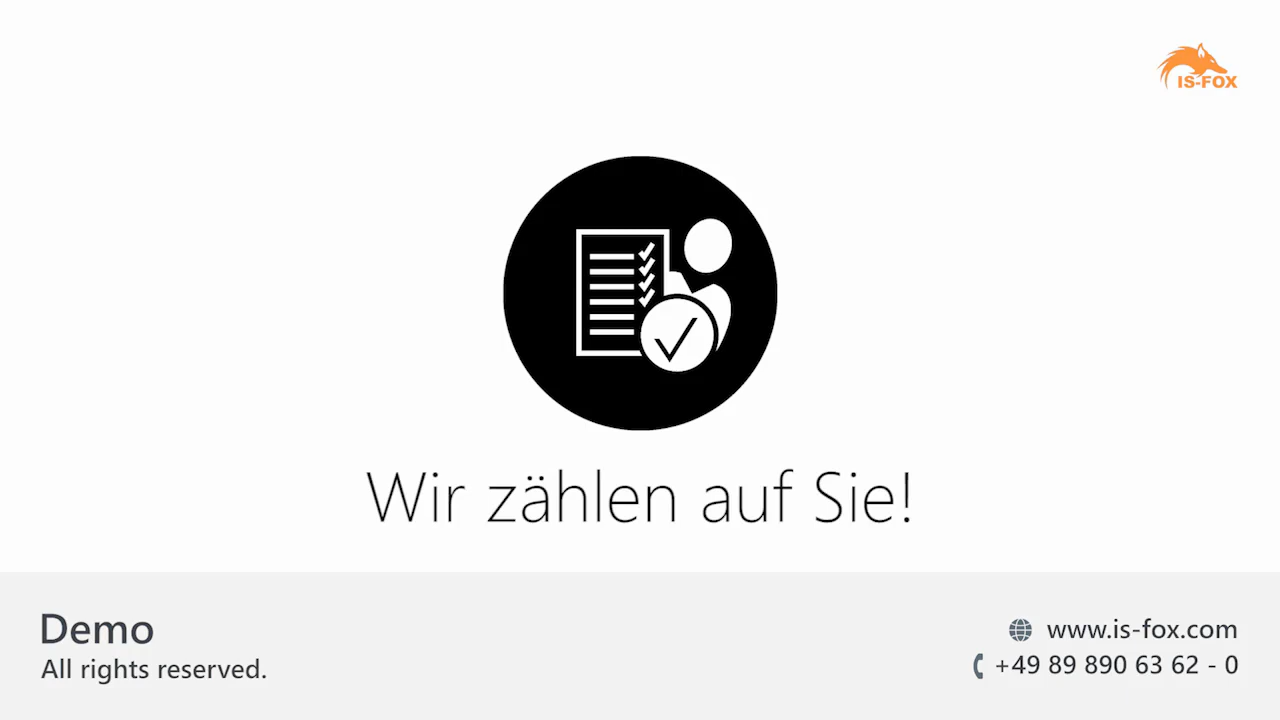 IS-FOX
Wir zählen auf Sie!
Demo
All rights reserved.
www.is-fox.com
+49 89 890 63 62 - 0